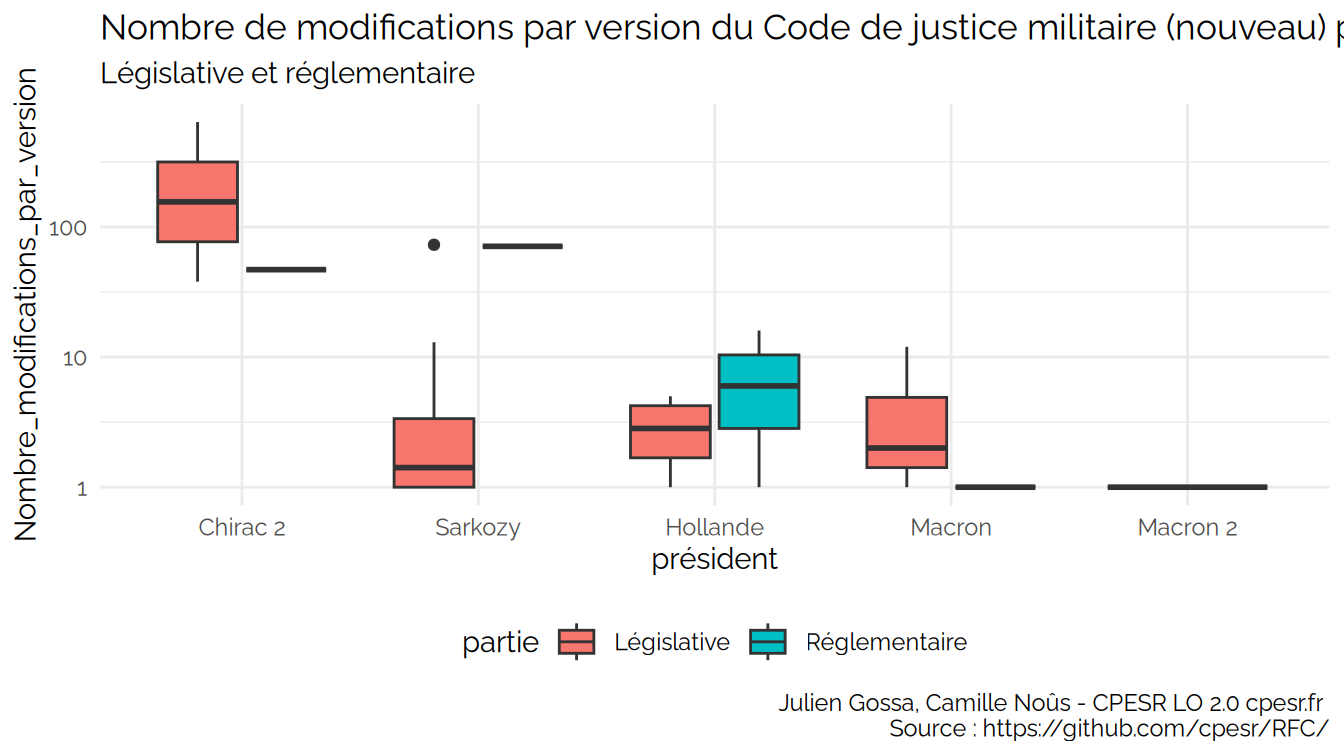 Nombre de modifications par version du Code de justice militaire (nouveau) p
Législative et réglementaire
Nombre_modifications_par_version
100
10
1
Chirac 2 Sarkozy Hollande Macron Macron 2
président
partie Législative Réglementaire
Julien Gossa, Camille Noûs - CPESR LO 2.0 cpesr.fr
Source : https://github.com/cpesr/RFC/